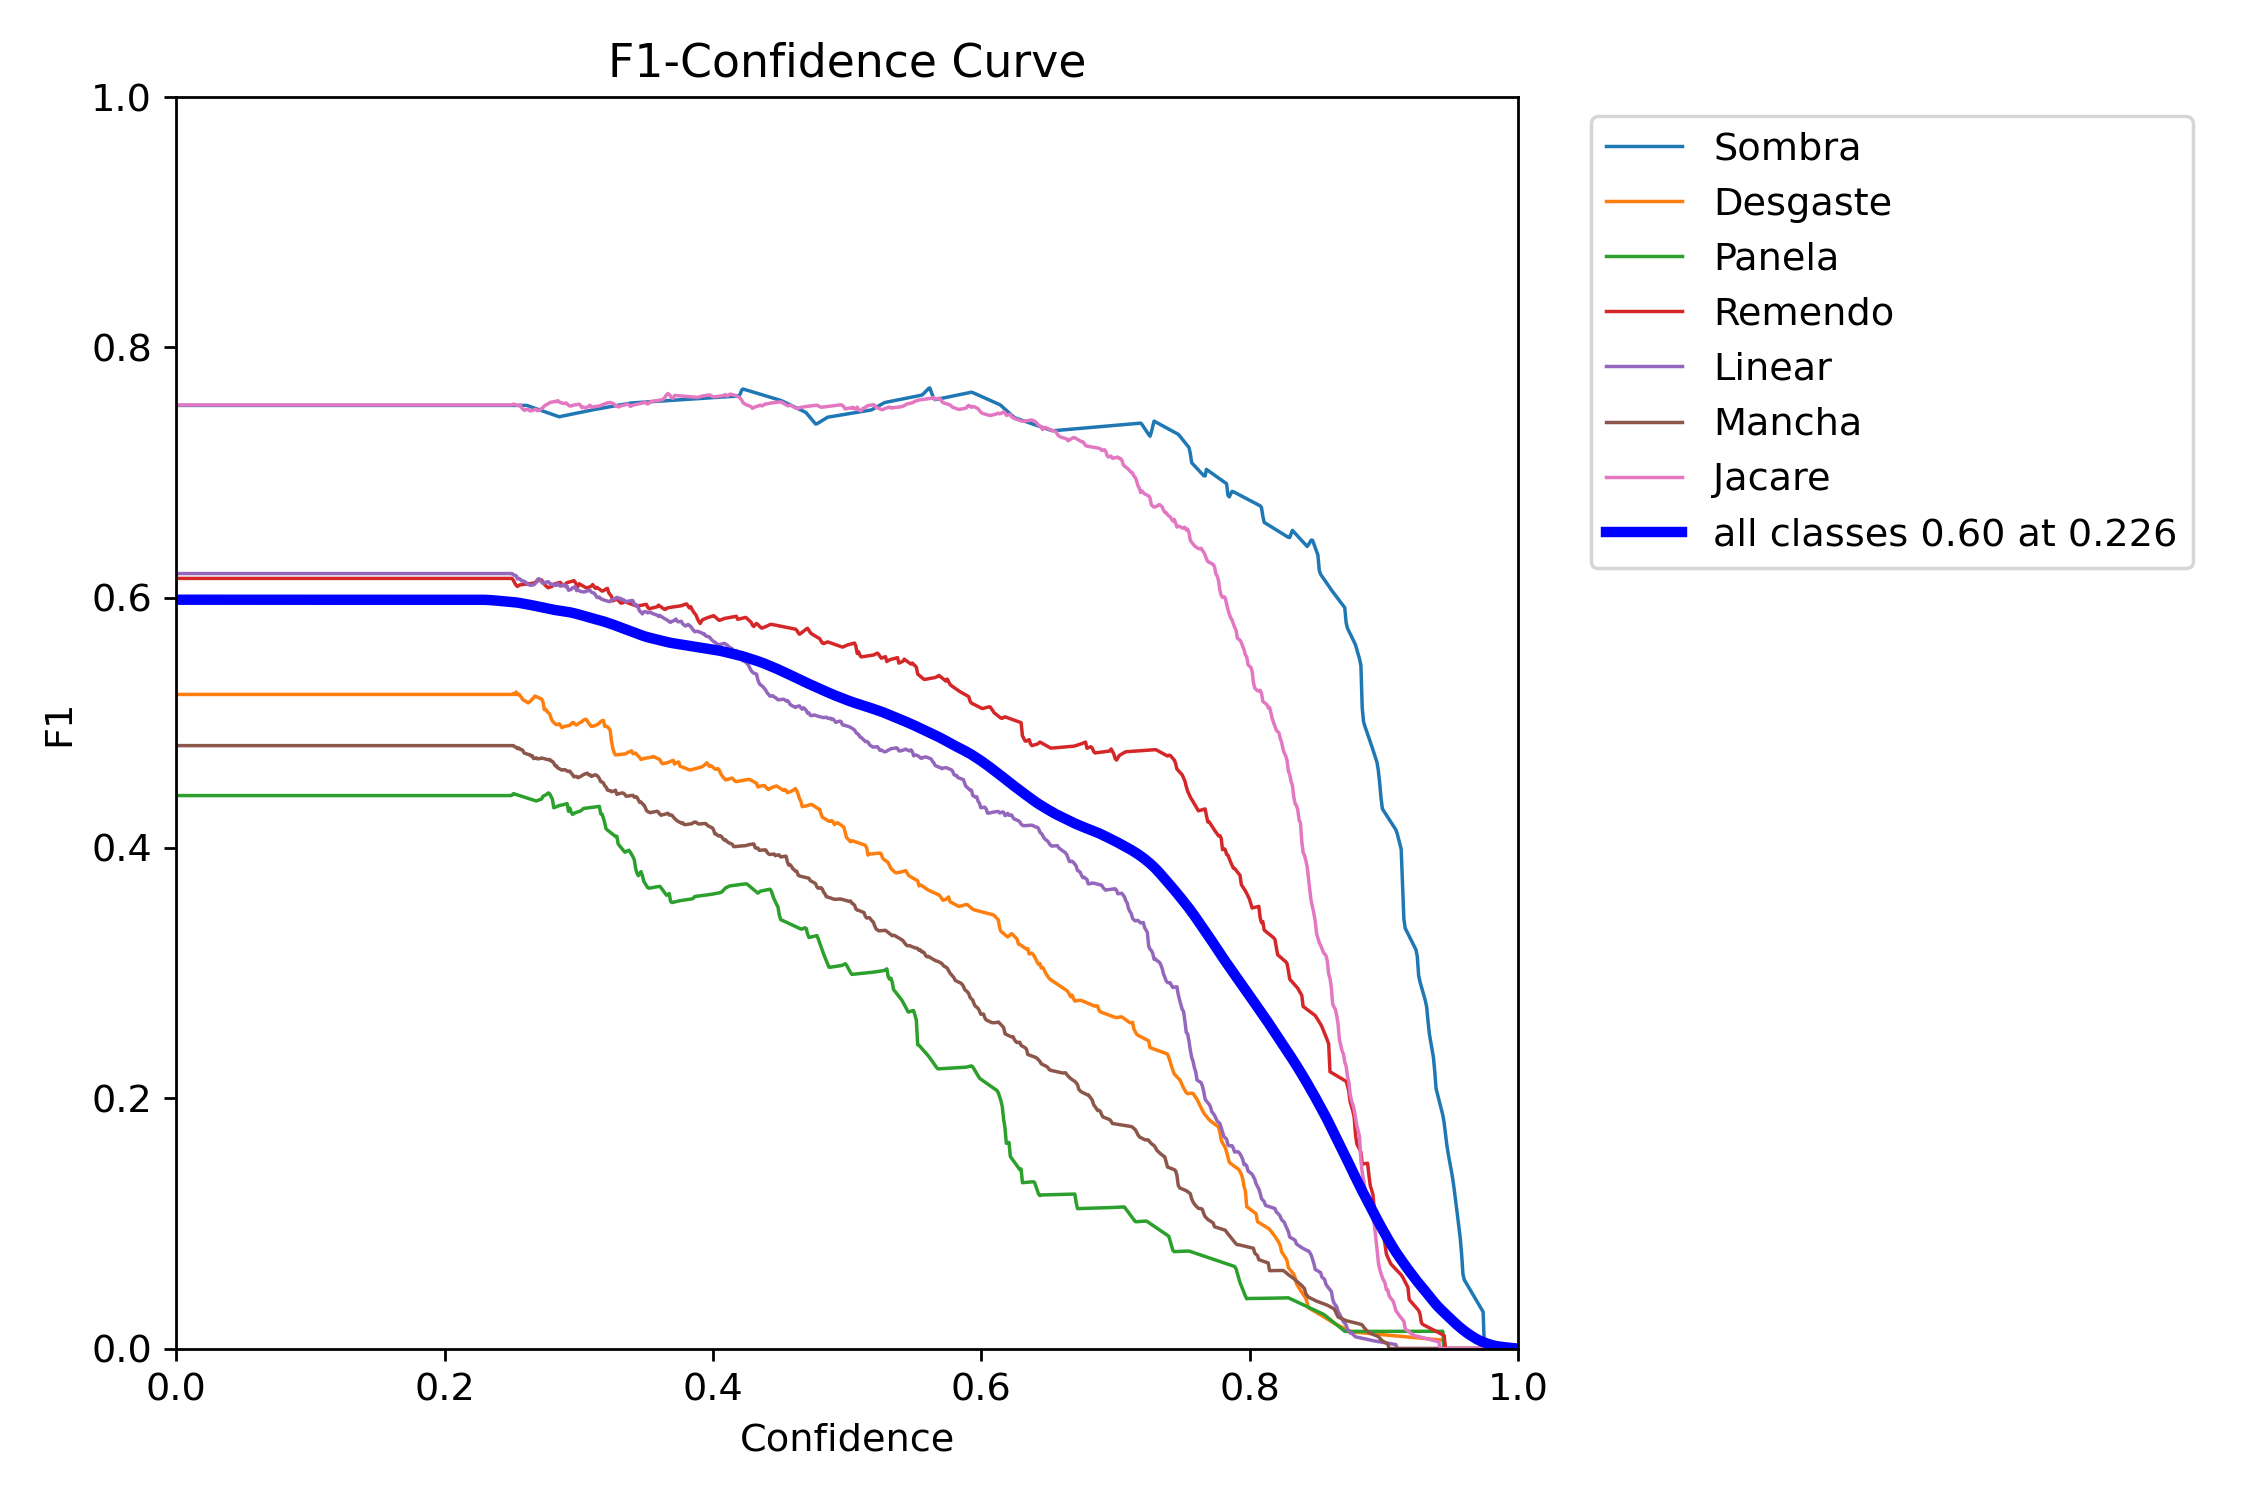 F1-Confidence Curve
1.0
0.8
0.6
0.4
0.2
0.0
F1
0.0 0.2 0.4 0.6 0.8 1.0
Confidence
Sombra
Desgaste
Panela
Remendo
Linear
Mancha
Jacare
all classes 0.60 at 0.226